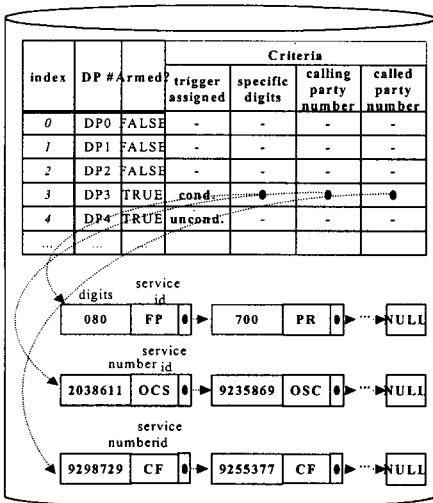 Criteria
index DP # Armed? trigger assigned specific digits calling party number called party number
0 DP0 FALSE - - - -
1 DP1 FALSE - - - -
2 DP2 FALSE - - - -
3 DP3 TRUE cond.
4 DP4 TRUE uncond. - - -
... ... ...
digits service id
080 FP 700 PR ... NULL
number service id
2038611 OCS 9235869 OSC ... NULL
service
number id
9298729 CF 9255377 CF ... NULL